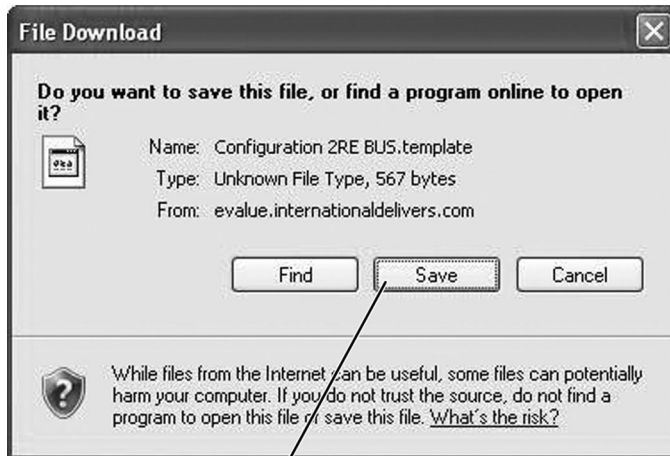 File Download
Do you want to save this file, or find a program online to open
it?
Name: Configuration 2RE BUS.template
Type: Unknown File Type, 567 bytes
From: evalue.internationaldelivers.com
Find Save Cancel
While files from the Internet can be useful, some files can potentially
harm your computer. If you do not trust the source, do not find a
program to open this file or save this file. What's the risk?